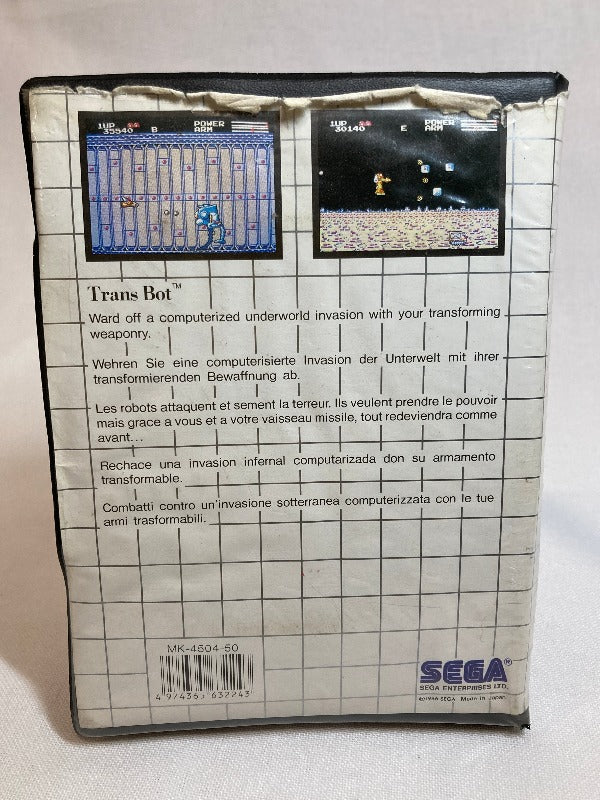 1UP
35540 B POWER
ARM
1UP
30140 E POWER
ARM
Trans Bot™
Ward off a computerized underworld invasion with your transforming
weaponry.
Wehren Sie eine computerisierte Invasion der Unterwelt mit ihrer
transformierenden Bewaffnung ab.
Les robots attaquent et sement la terreur. Ils veulent prendre le pouvoir
mais grace a vous et a votre vaisseau missile, tout redeviendra comme
avant...
Rechace una invasion infernal computarizada don su armamento
transformable.
Combatti contro un'invasione sotterranea computerizzata con le tue
armi trasformabili.
MK-4504-50
SEGA®
SEGA ENTERPRISES LTD.
SEGA Made in Japan